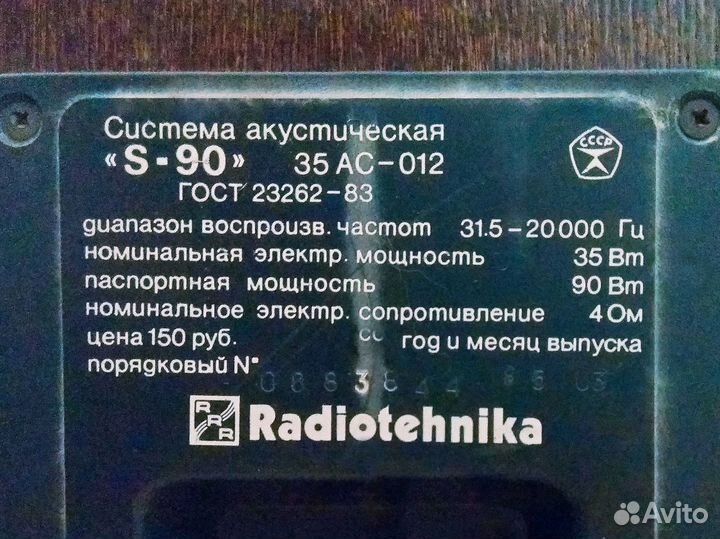 Система акустическая
«S-90» 35 АС-012
СССР
ГОСТ 23262-83
диапазон воспроизв. частот 31.5-20000 Гц
номинальная электр. мощность 35 Вт
паспортная мощность 90 Вт
номинальное электр. сопротивление 4 Ом
цена 150 руб. год и месяц выпуска
порядковый №
RRR Radiotehnika
Avito